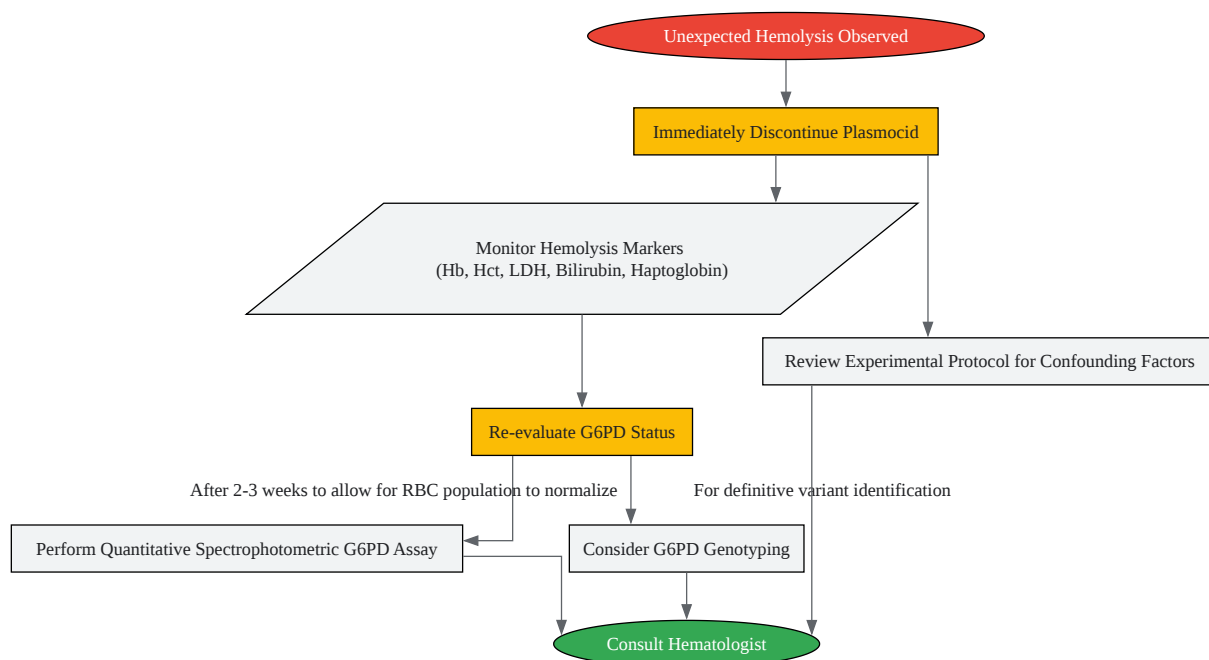 Unexpected Hemolysis Observed
Immediately Discontinue Plasmocid
Monitor Hemolysis Markers
(Hb, Hct, LDH, Bilirubin, Haptoglobin)
Review Experimental Protocol for Confounding Factors
Re-evaluate G6PD Status
After 2-3 weeks to allow for RBC population to normalize
For definitive variant identification
Perform Quantitative Spectrophotometric G6PD Assay
Consider G6PD Genotyping
Consult Hematologist